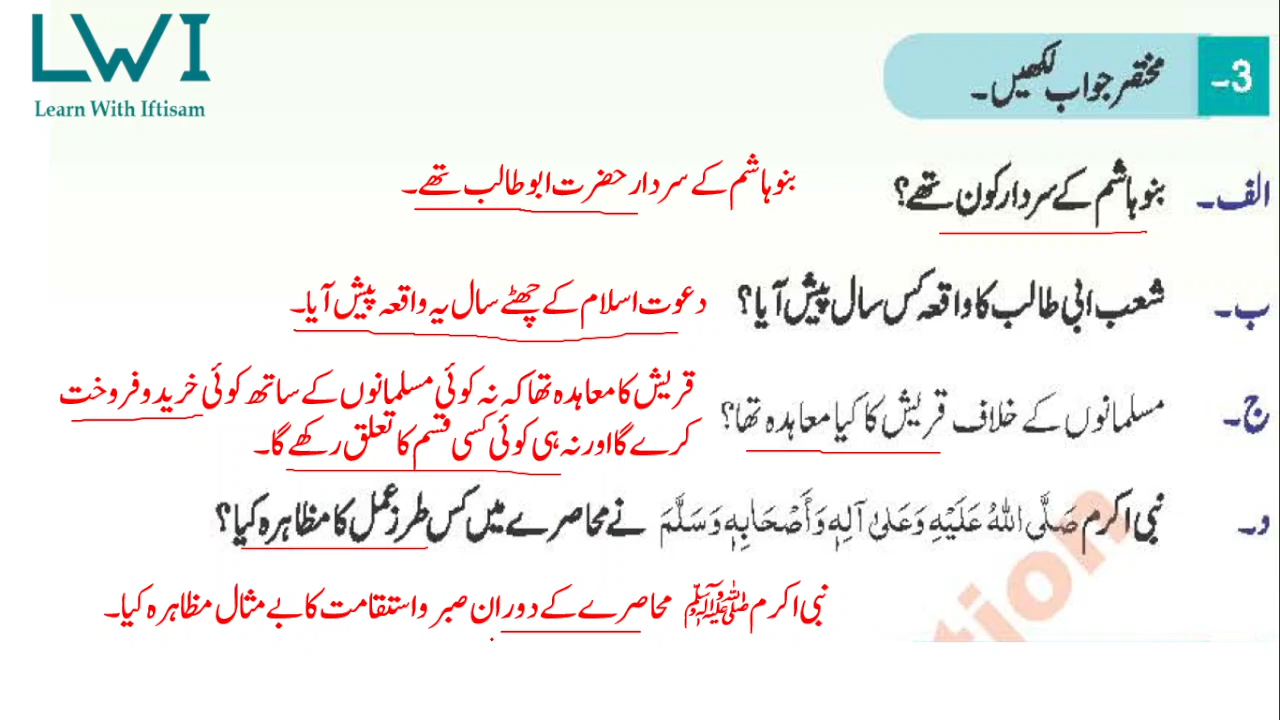 LWI
Learn With Iftisam
3- مختصر جواب لکھیں۔
الف۔ بنو ہاشم کے سردار کون تھے؟ بنو ہاشم کے سردار حضرت ابو طالب تھے۔
ب۔ شعب ابی طالب کا واقعہ کس سال پیش آیا؟ دعوت اسلام کے چھٹے سال یہ واقعہ پیش آیا۔
ج۔ مسلمانوں کے خلاف قریش کا کیا معاہدہ تھا؟ قریش کا معاہدہ تھا کہ نہ کوئی مسلمانوں کے ساتھ کوئی خرید و فروخت
کرے گا اور نہ ہی کوئی کسی قسم کا تعلق رکھے گا۔
د۔ نبی اکرم صَلَّی اللہُ عَلَیْہِ وَعَلٰی آلِہٖ وَأَصْحَابِہٖ وَسَلَّمَ نے محاصرے میں کس طرز عمل کا مظاہرہ کیا؟
نبی اکرم ﷺ محاصرے کے دوران صبر و استقامت کا بے مثال مظاہرہ کیا۔